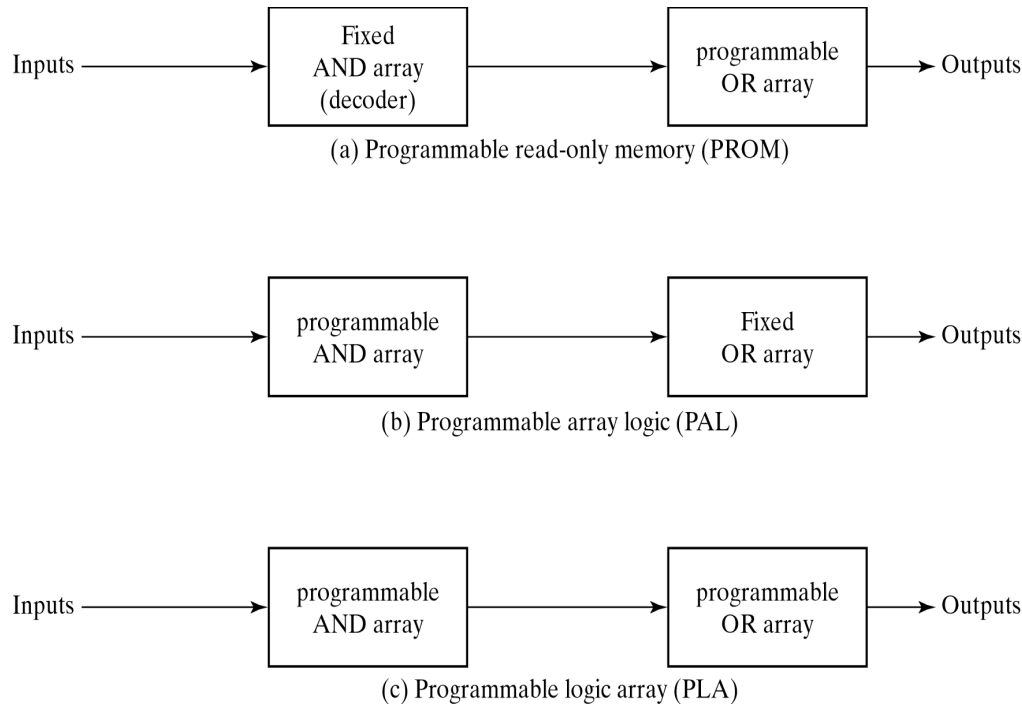 Inputs
Fixed
AND array
(decoder)
programmable
OR array
Outputs
(a) Programmable read-only memory (PROM)
Inputs
programmable
AND array
Fixed
OR array
Outputs
(b) Programmable array logic (PAL)
Inputs
programmable
AND array
programmable
OR array
Outputs
(c) Programmable logic array (PLA)